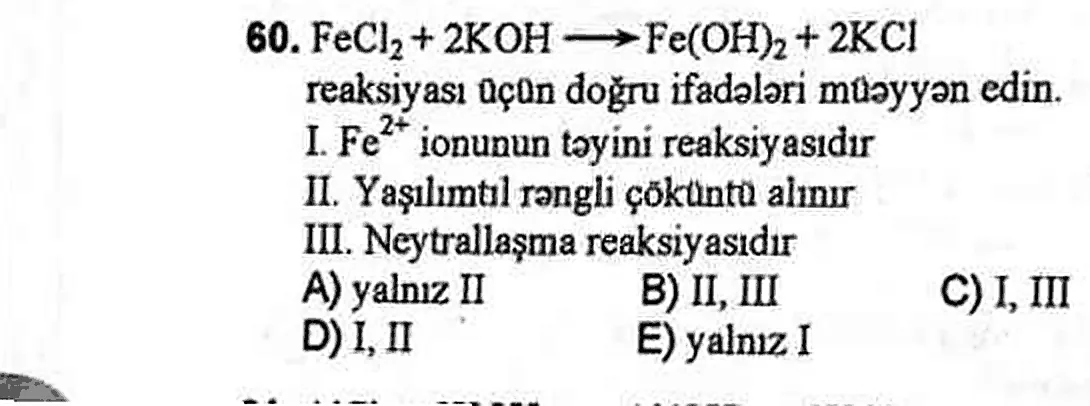 60. FeCl₂ + 2KOH ⟶ Fe(OH)₂ + 2KCl
reaksiyası üçün doğru ifadələri müəyyən edin.
I. Fe²⁺ ionunun təyini reaksiyasıdır
II. Yaşılımtıl rəngli çöküntü alınır
III. Neytrallaşma reaksiyasıdır
A) yalnız II B) II, III C) I, III
D) I, II E) yalnız I